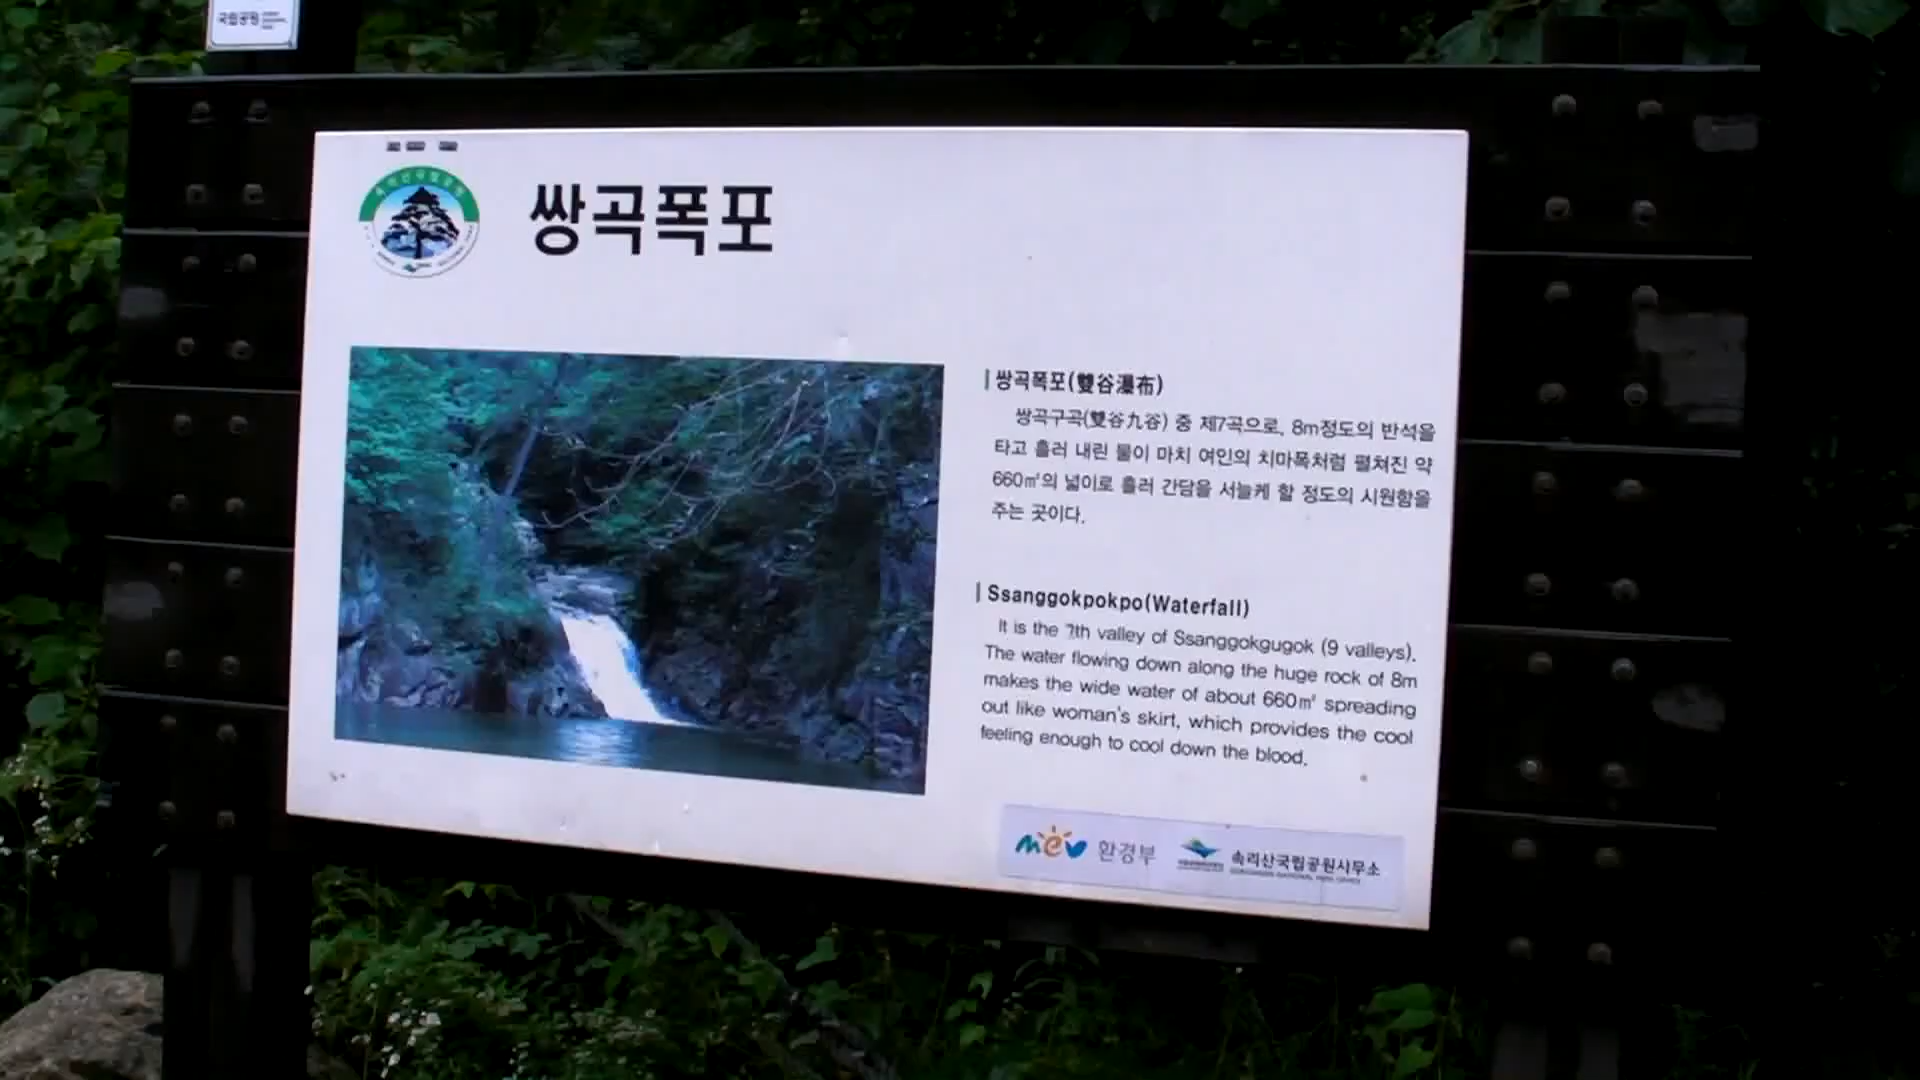 국립공원
쌍곡폭포
쌍곡폭포(雙谷瀑布)
쌍곡구곡(雙谷九谷) 중 제7곡으로, 8m정도의 반석을
타고 흘러 내린 물이 마치 여인의 치마폭처럼 펼쳐진 약
660㎡의 넓이로 흘러 간담을 서늘케 할 정도의 시원함을
주는 곳이다.
Ssanggokpokpo(Waterfall)
It is the 7th valley of Ssanggokgugok (9 valleys).
The water flowing down along the huge rock of 8m
makes the wide water of about 660㎡ spreading
out like woman's skirt, which provides the cool
feeling enough to cool down the blood.
mev 환경부 속리산국립공원사무소